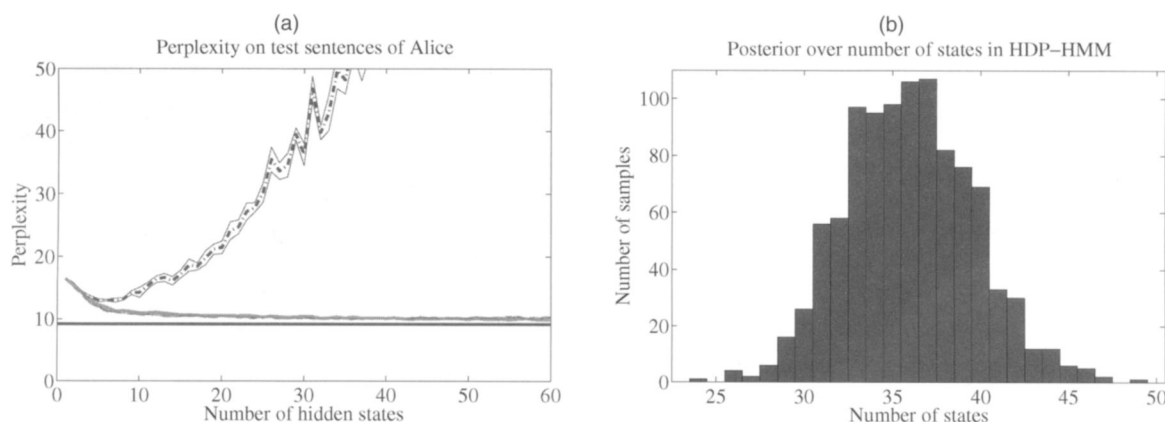 (a)
Perplexity on test sentences of Alice
50
40
30
20
10
0
Perplexity
0 10 20 30 40 50 60
Number of hidden states
(b)
Posterior over number of states in HDP–HMM
100
80
60
40
20
0
Number of samples
25 30 35 40 45 50
Number of states